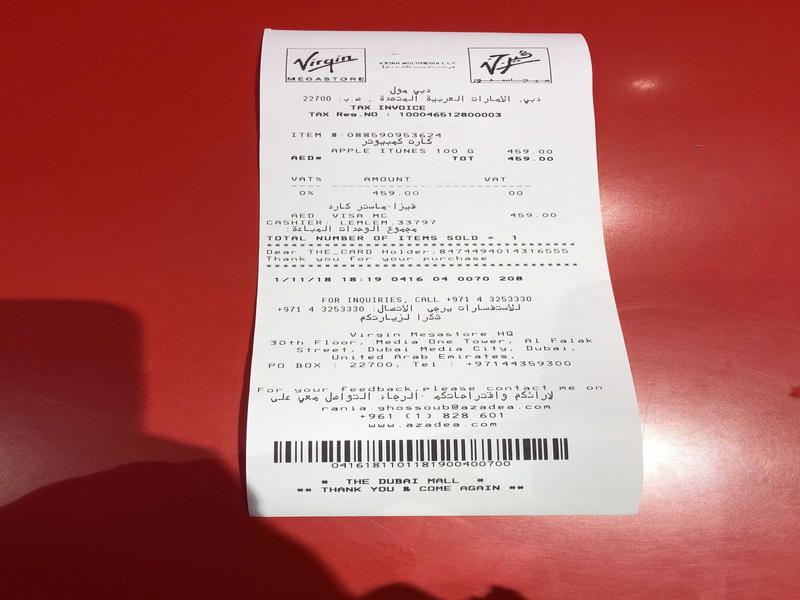 Virgin
MEGASTORE
ميجاستور
دبي مول
دبي، الامارات العربية المتحدة , ص.ب: 22700
TAX INVOICE
TAX Reg.NO : 100046512800003
ITEM #:088590953624
كارت كمبيوتر
APPLE ITUNES 100 G 459.00
AED* TOT 459.00
VAT% AMOUNT VAT
0% 459.00 .00
فيزا-ماستر كارد
AED VISA MC 459.00
CASHIER: LEMLEM.33797
مجموع الوحدات المباعة:
TOTAL NUMBER OF ITEMS SOLD = 1
Dear THE_CARD Holder,8474494014316555
Thank you for your purchase
1/11/18 18:19 0416 04 0070 208
FOR INQUIRIES, CALL +971 4 3253330
للاستفسارات يرجى الاتصال: 3253330 4 971+
شكرا لزيارتكم
Virgin Megastore HQ
30th Floor, Media One Tower, Al Falak
Street, Dubai Media City, Dubai,
United Arab Emirates,
PO BOX : 22700, Tel : +97144359300
For your feedback,please contact me on
لارائكم واقتراحاتكم -الرجاء التواصل معي على
rania.ghossoub@azadea.com
+961 (1) 828 601
www.azadea.com
04161811011819004007​00
* THE DUBAI MALL *
** THANK YOU & COME AGAIN **